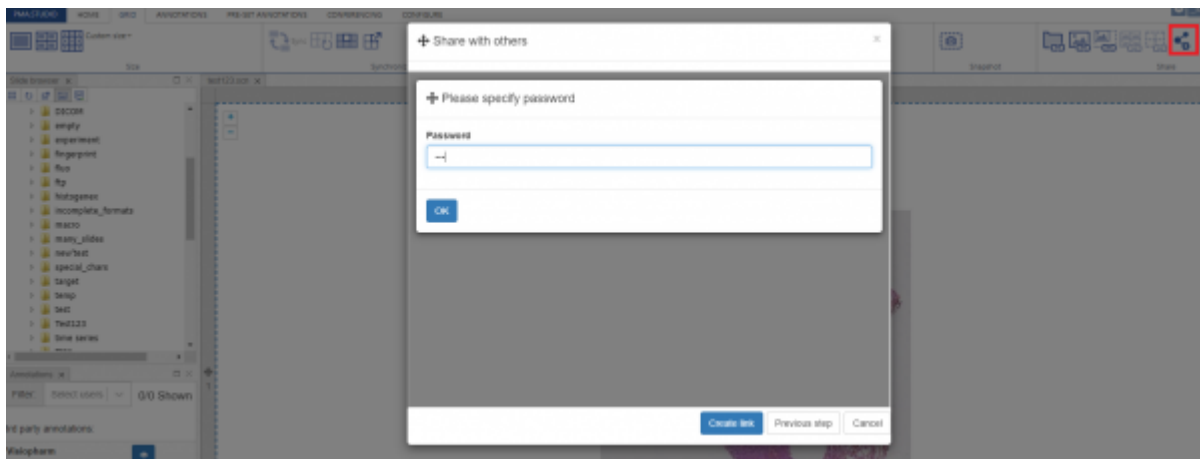 PMA.STUDIO HOME GRID ANNOTATIONS PRE-SET ANNOTATIONS CONFERENCING CONFIGURE
Custom size
Sync
Size
Synchron
Snapshot
Share
Share with others
×
Slide browser ×
test123.scn ×
DICOM
empty
experiment
fingerprint
fluo
ftp
histogenex
incomplete_formats
macro
many_slides
new/test
special_chars
target
temp
test
Test123
time series
Please specify password
Password
OK
Annotations ×
Filter: Select users 0/0 Shown
rd party annotations:
Visiopharm
Create link Previous step Cancel